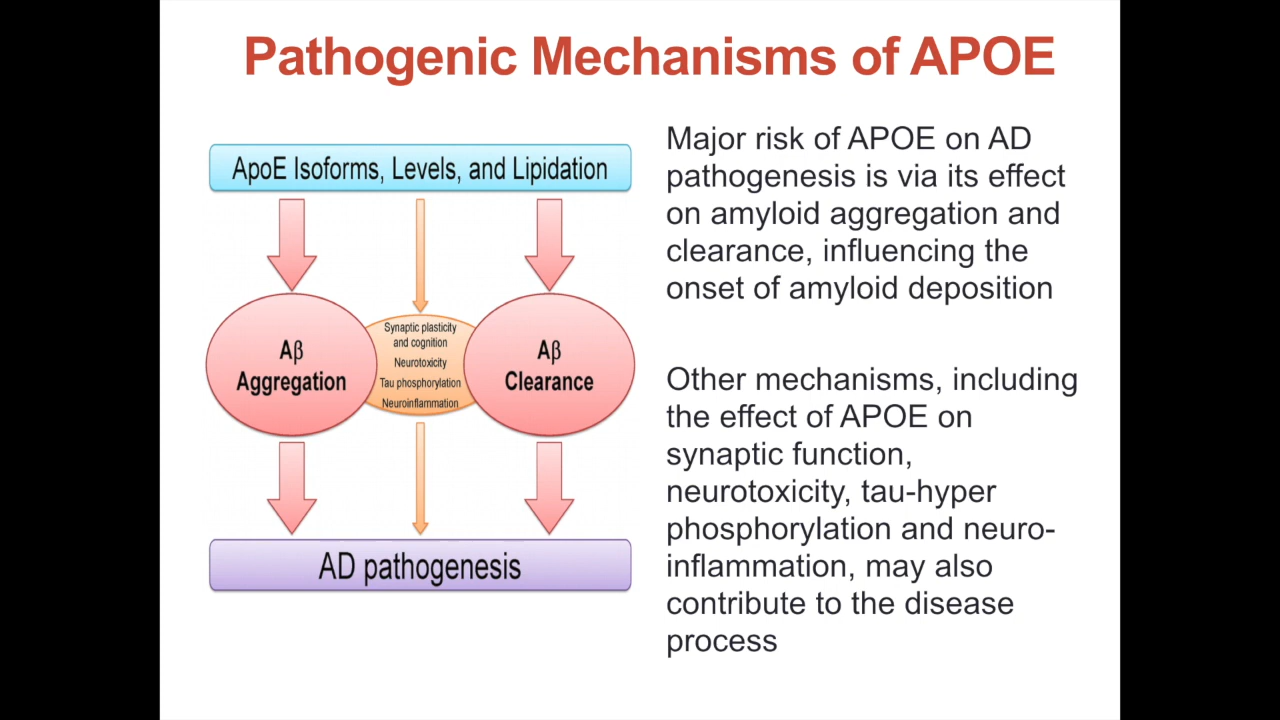 Pathogenic Mechanisms of APOE
ApoE Isoforms, Levels, and Lipidation
Aβ
Aggregation
Synaptic plasticity
and cognition
Neurotoxicity
Tau phosphorylation
Neuroinflammation
Aβ
Clearance
AD pathogenesis
Major risk of APOE on AD
pathogenesis is via its effect
on amyloid aggregation and
clearance, influencing the
onset of amyloid deposition
Other mechanisms, including
the effect of APOE on
synaptic function,
neurotoxicity, tau-hyper
phosphorylation and neuro-
inflammation, may also
contribute to the disease
process